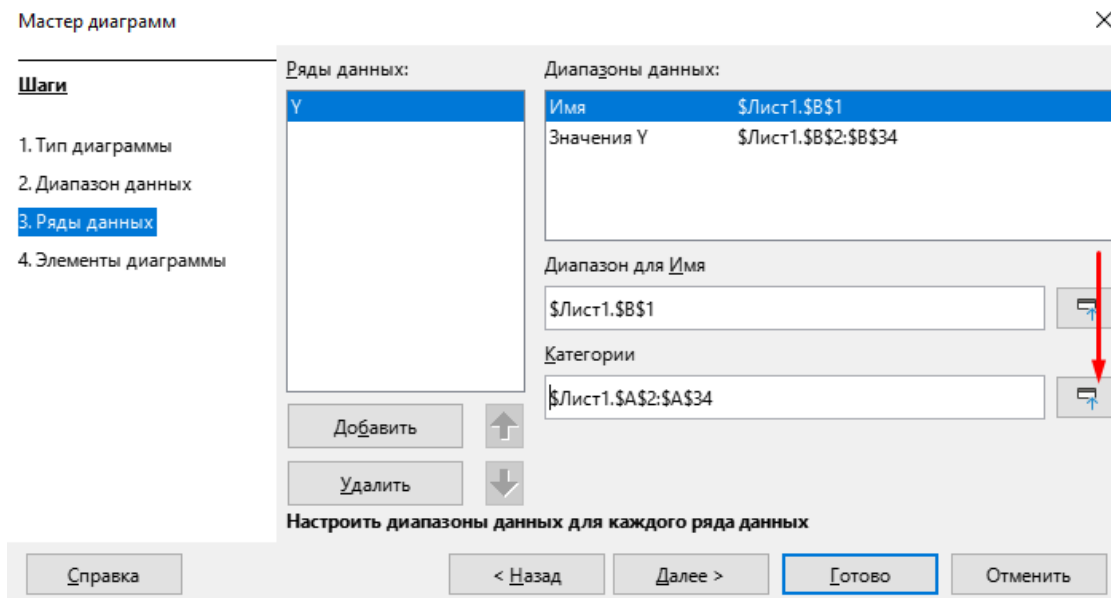 Мастер диаграмм
Шаги
1. Тип диаграммы
2. Диапазон данных
3. Ряды данных
4. Элементы диаграммы
Ряды данных:
Y
Добавить
Удалить
Диапазоны данных:
Имя $Лист1.$B$1
Значения Y $Лист1.$B$2:$B$34
Диапазон для Имя
$Лист1.$B$1
Категории
$Лист1.$A$2:$A$34
Настроить диапазоны данных для каждого ряда данных
Справка
< Назад
Далее >
Готово
Отменить